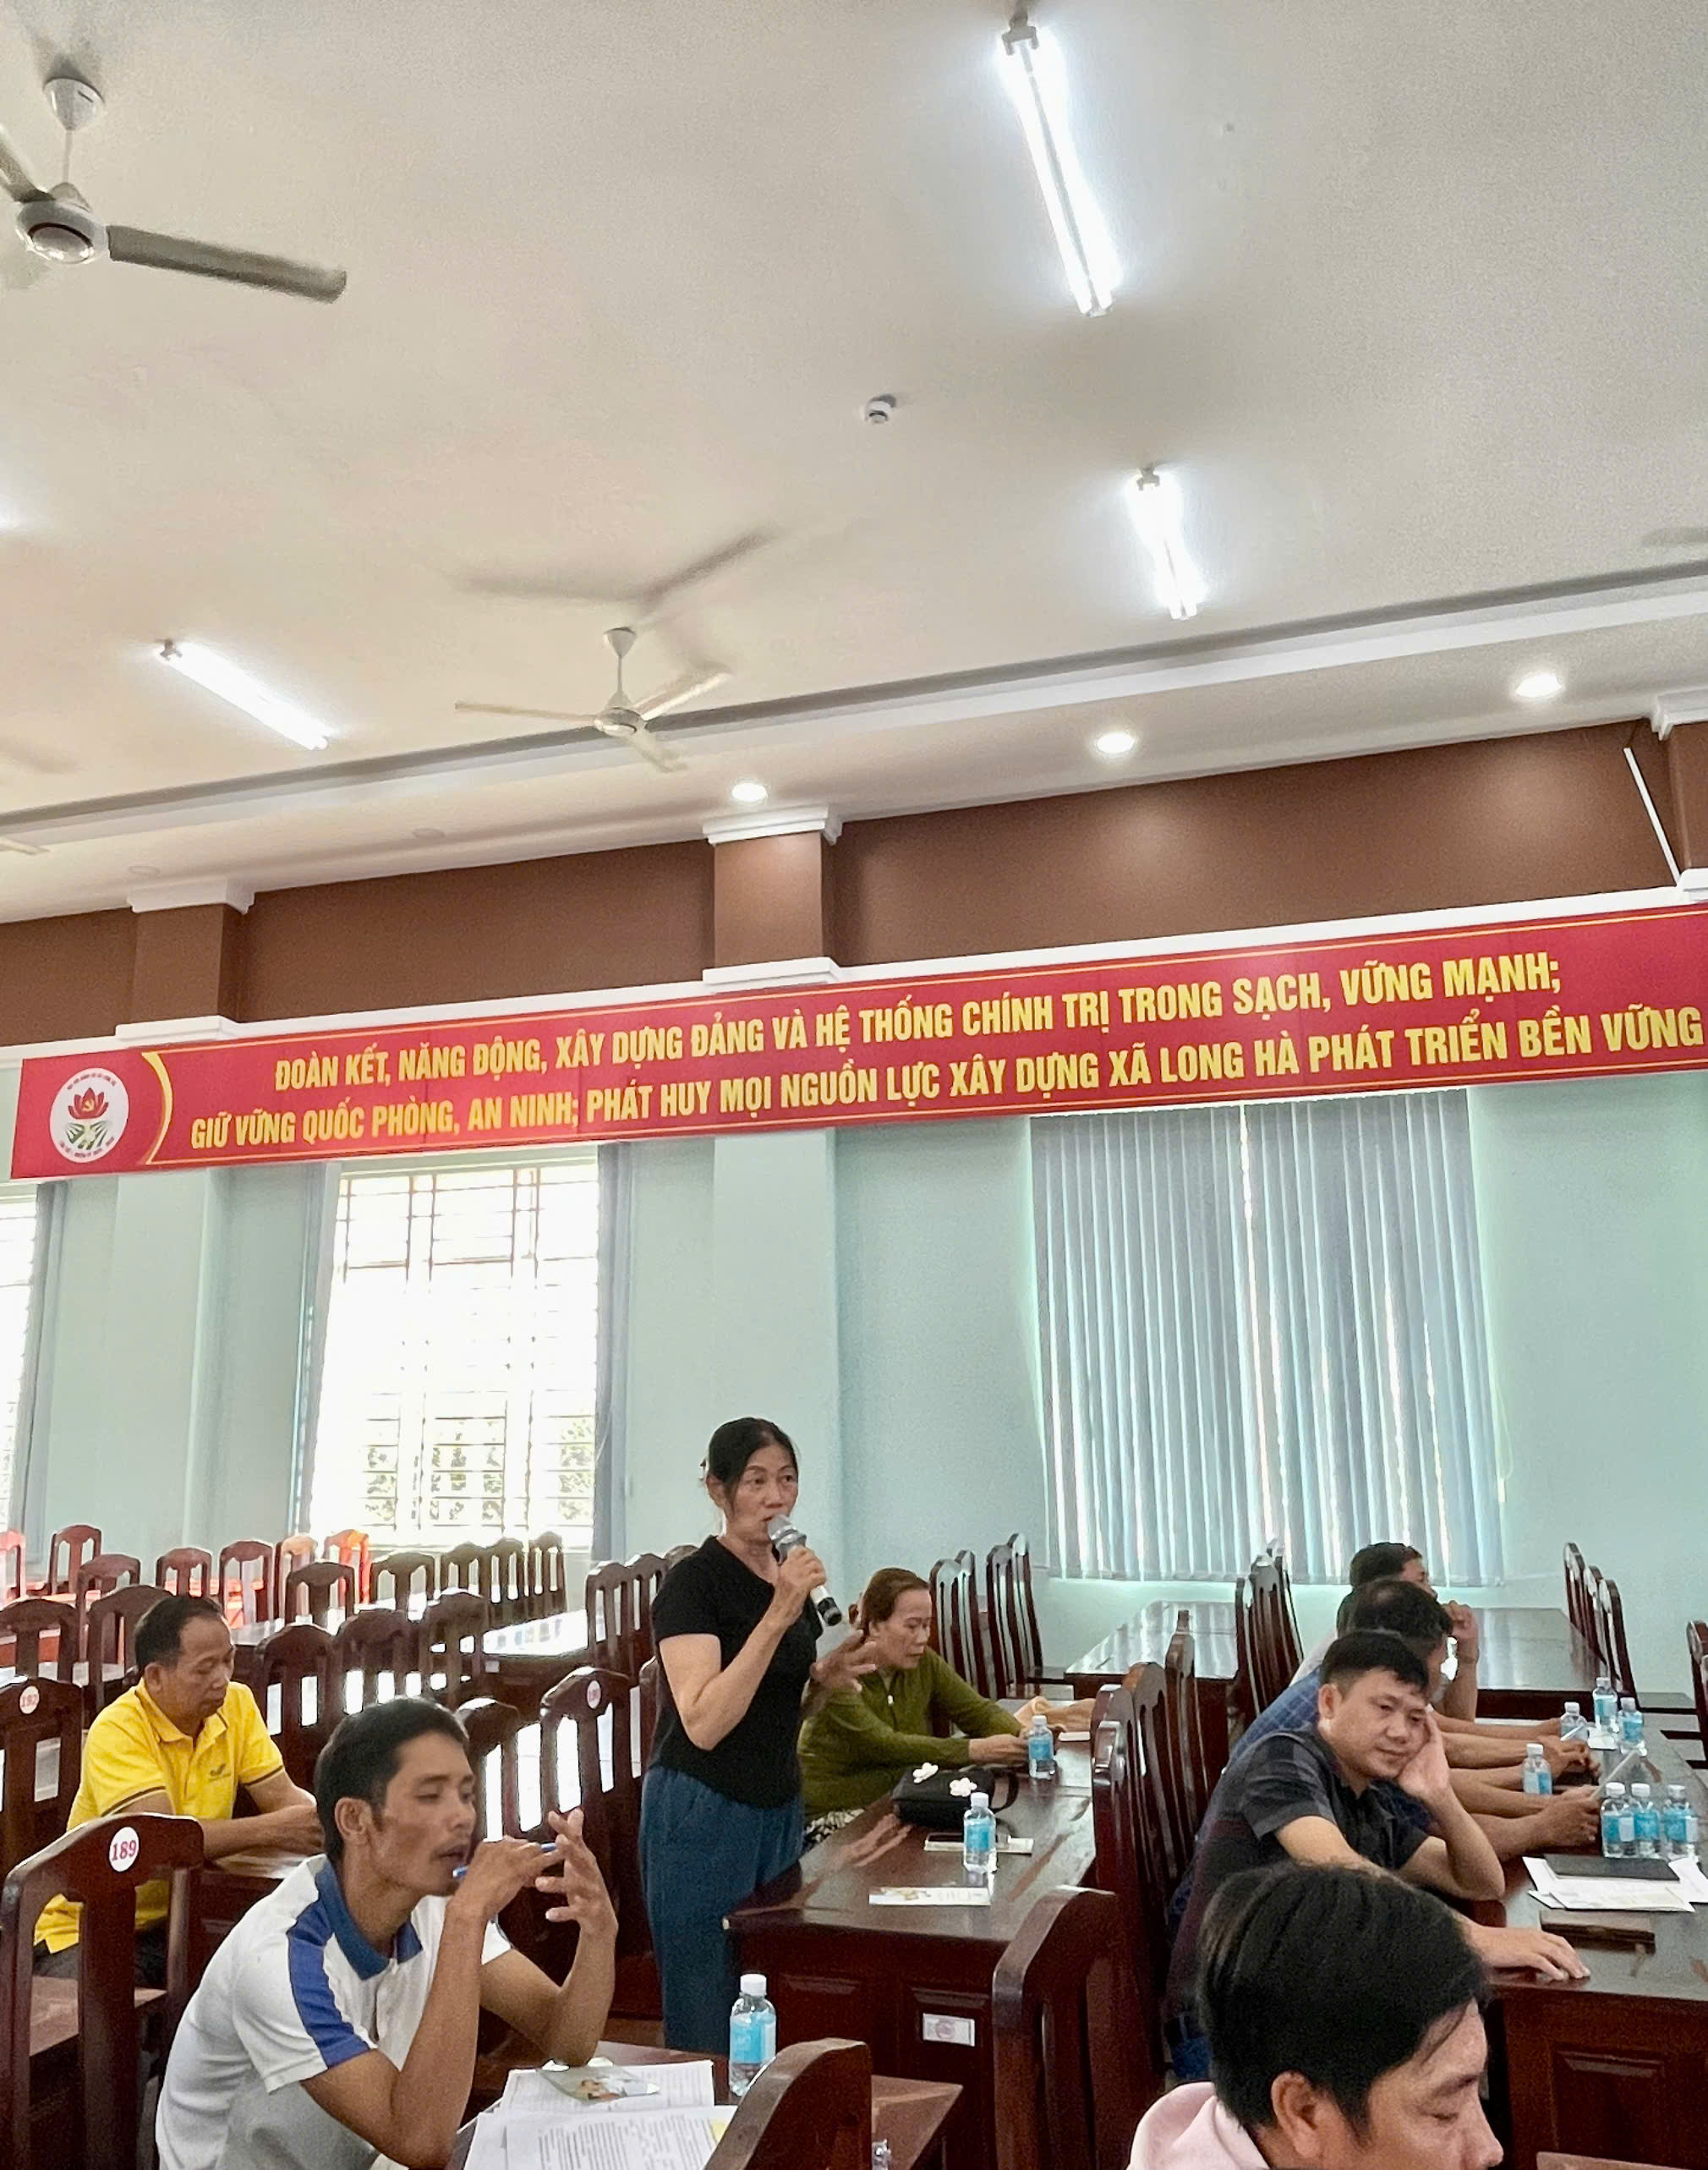 ĐOÀN KẾT, NĂNG ĐỘNG, XÂY DỰNG ĐẢNG VÀ HỆ THỐNG CHÍNH TRỊ TRONG SẠCH, VỮNG MẠNH;
GIỮ VỮNG QUỐC PHÒNG, AN NINH; PHÁT HUY MỌI NGUỒN LỰC XÂY DỰNG XÃ LONG HÀ PHÁT TRIỂN BỀN VỮNG
192
189